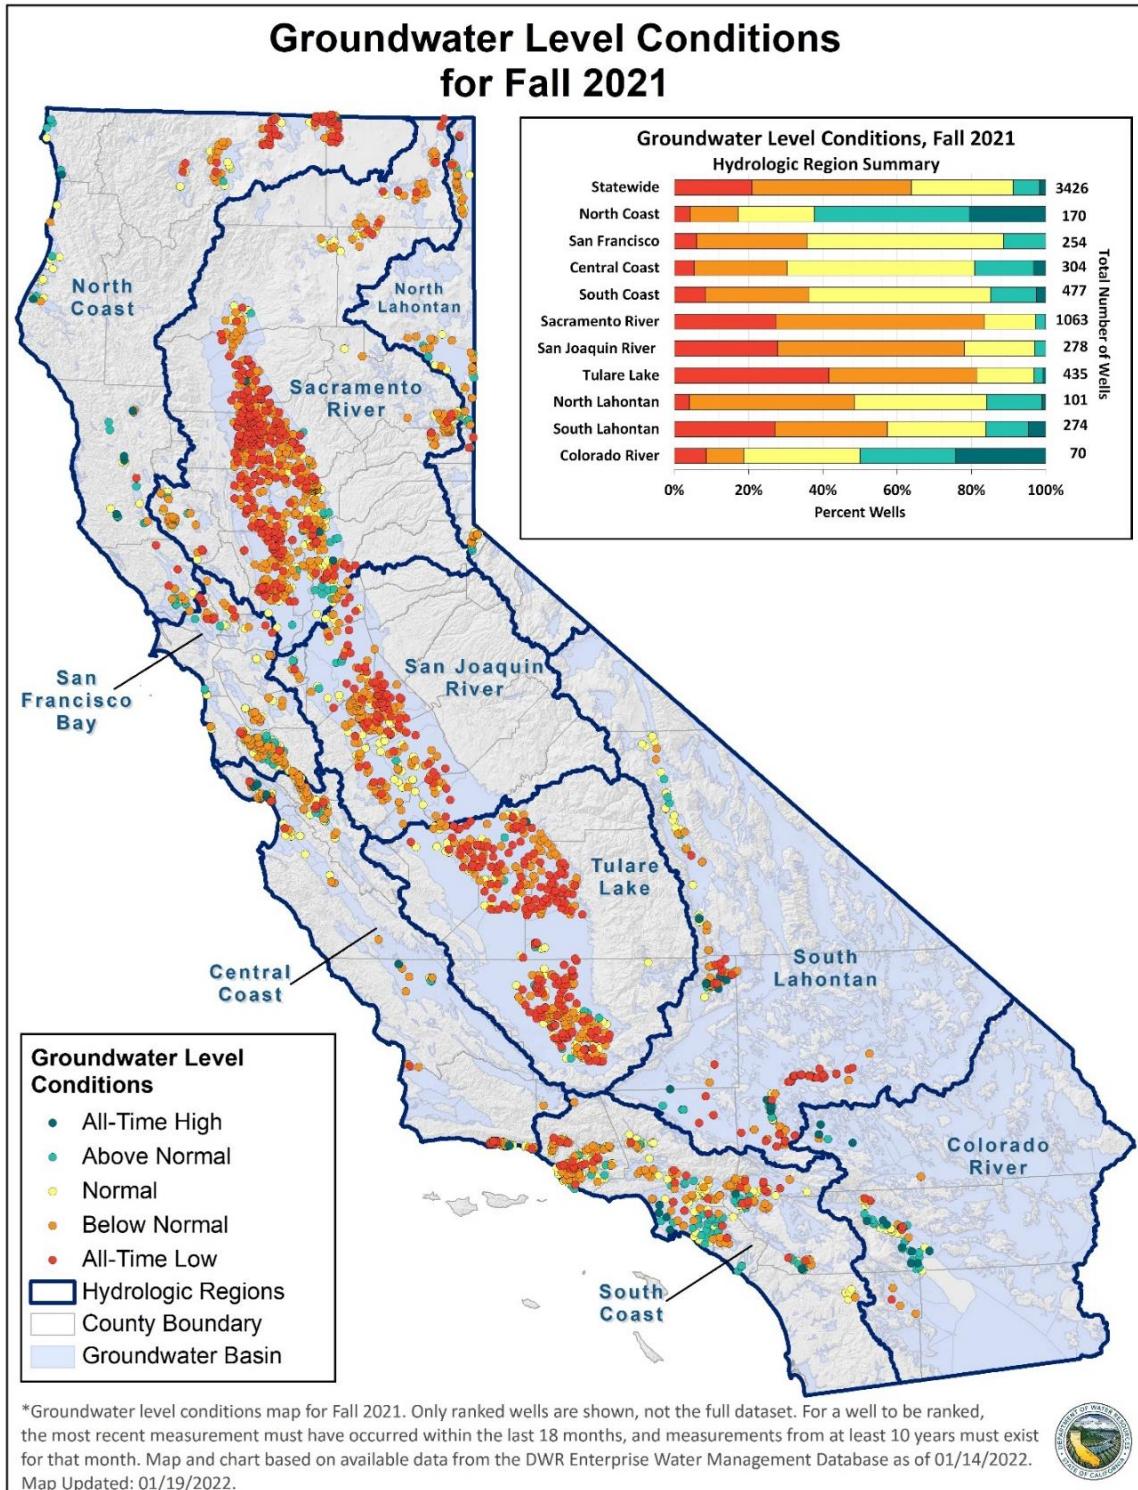 Groundwater Level Conditions
for Fall 2021
Groundwater Level Conditions, Fall 2021
Hydrologic Region Summary
Statewide 3426
North Coast 170
San Francisco 254
Central Coast 304
South Coast 477
Sacramento River 1063
San Joaquin River 278
Tulare Lake 435
North Lahontan 101
South Lahontan 274
Colorado River 70
0% 20% 40% 60% 80% 100%
Percent Wells
Total Number of Wells
North
Coast
North
Lahontan
Sacramento
River
San
Francisco
Bay
San Joaquin
River
Tulare
Lake
Central
Coast
South
Lahontan
Colorado
River
South
Coast
Groundwater Level
Conditions
All-Time High
Above Normal
Normal
Below Normal
All-Time Low
Hydrologic Regions
County Boundary
Groundwater Basin
*Groundwater level conditions map for Fall 2021. Only ranked wells are shown, not the full dataset. For a well to be ranked,
the most recent measurement must have occurred within the last 18 months, and measurements from at least 10 years must exist
for that month. Map and chart based on available data from the DWR Enterprise Water Management Database as of 01/14/2022.
Map Updated: 01/19/2022.
DEPARTMENT OF WATER RESOURCES
STATE OF CALIFORNIA